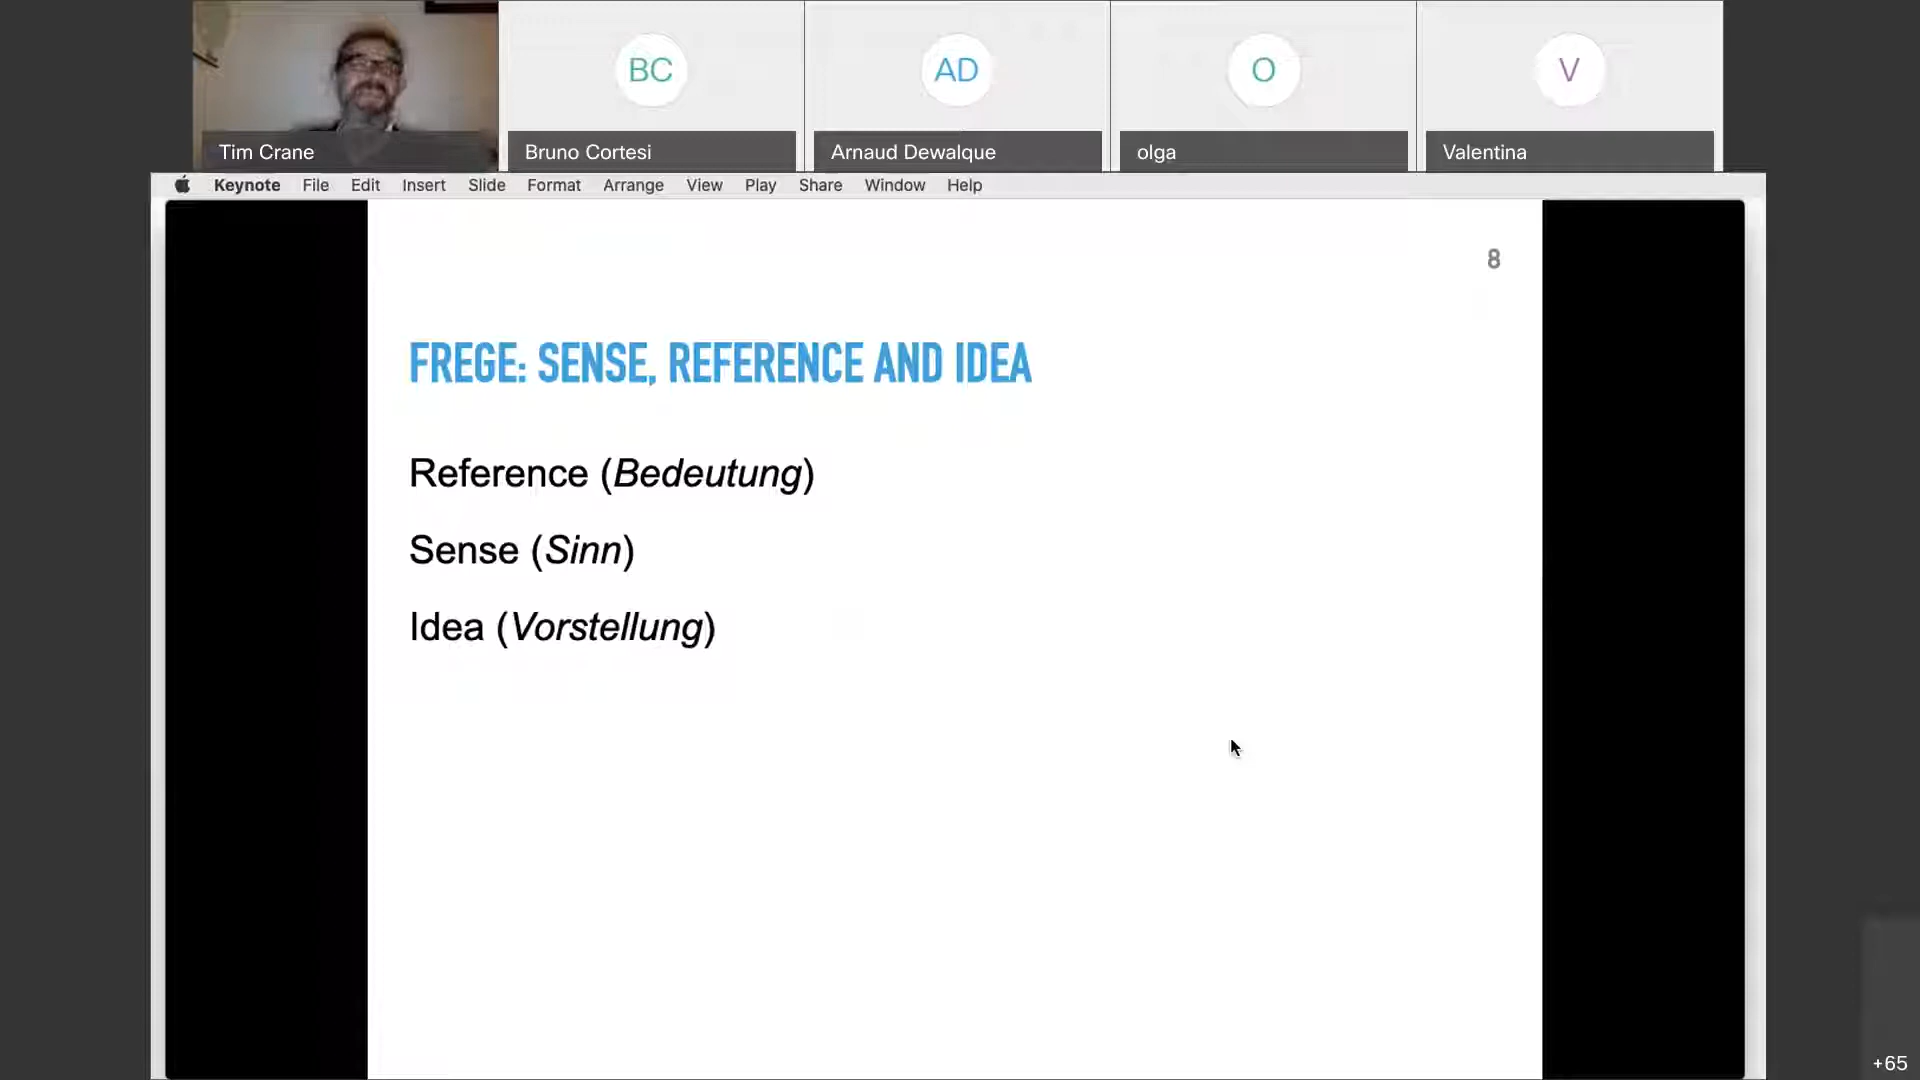 BC
AD
O
V
Tim Crane
Bruno Cortesi
Arnaud Dewalque
olga
Valentina
Keynote File Edit Insert Slide Format Arrange View Play Share Window Help
8
FREGE: SENSE, REFERENCE AND IDEA
Reference (Bedeutung)
Sense (Sinn)
Idea (Vorstellung)
+65